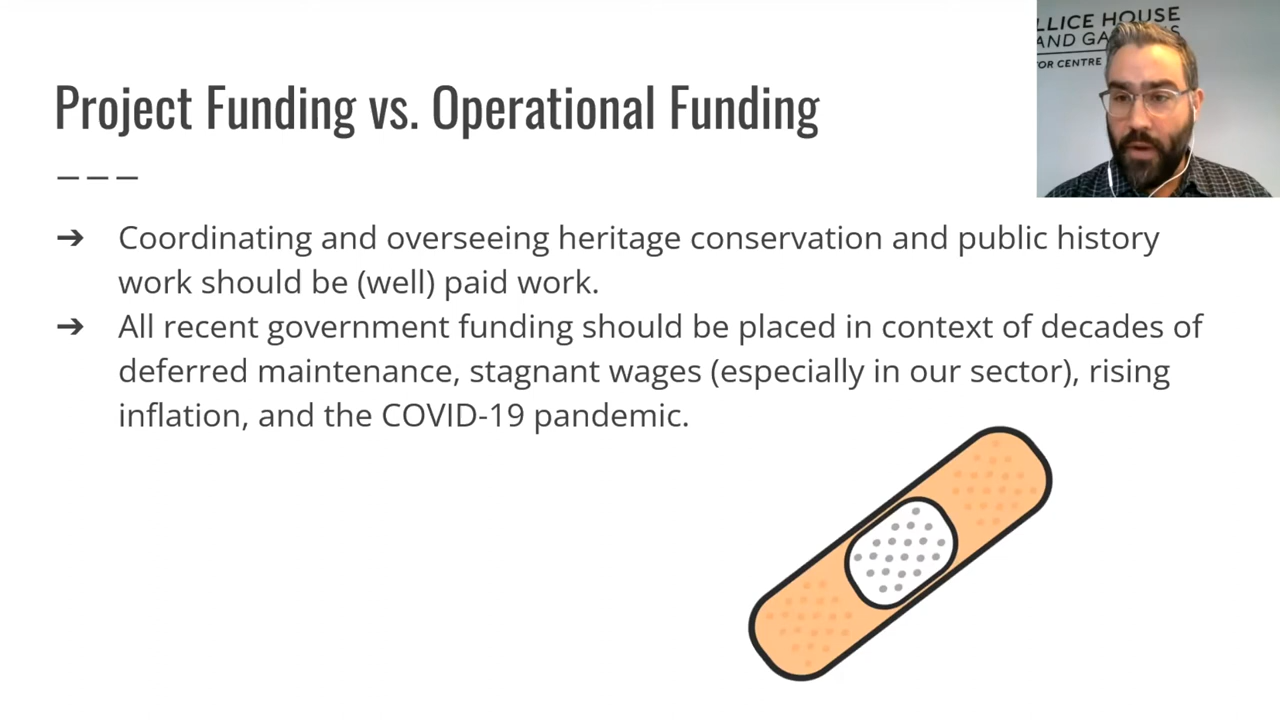 LLICE HOUSE
AND GA
OR CENTRE
Project Funding vs. Operational Funding
➔ Coordinating and overseeing heritage conservation and public history
work should be (well) paid work.
➔ All recent government funding should be placed in context of decades of
deferred maintenance, stagnant wages (especially in our sector), rising
inflation, and the COVID-19 pandemic.